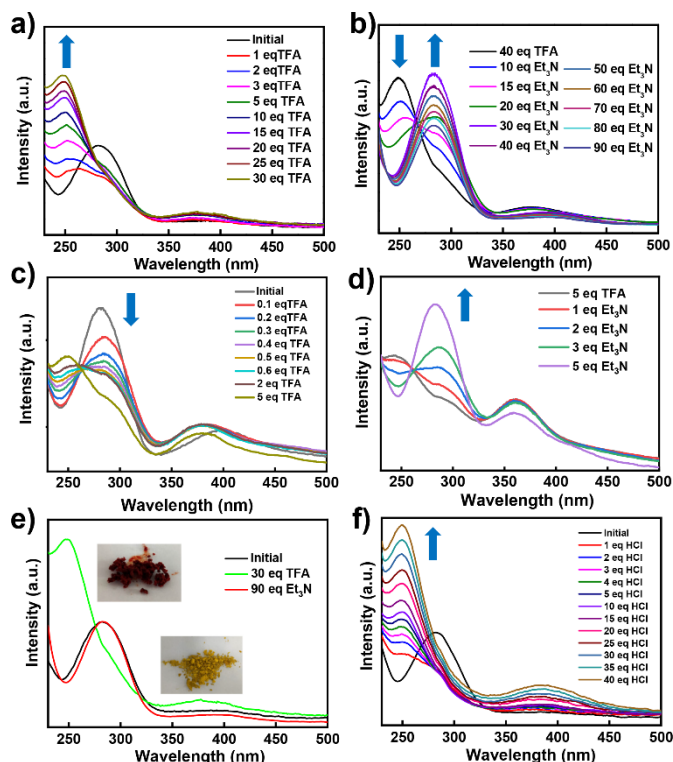 a)
Intensity (a.u.)
Initial
1 eqTFA
2 eqTFA
3 eqTFA
5 eq TFA
10 eq TFA
15 eq TFA
20 eq TFA
25 eq TFA
30 eq TFA
250 300 350 400 450 500
Wavelength (nm)
b)
Intensity (a.u.)
40 eq TFA
10 eq Et₃N
15 eq Et₃N
20 eq Et₃N
30 eq Et₃N
40 eq Et₃N
50 eq Et₃N
60 eq Et₃N
70 eq Et₃N
80 eq Et₃N
90 eq Et₃N
250 300 350 400 450 500
Wavelength (nm)
c)
Intensity (a.u.)
Initial
0.1 eqTFA
0.2 eqTFA
0.3 eqTFA
0.4 eq TFA
0.5 eq TFA
0.6 eq TFA
2 eq TFA
5 eq TFA
250 300 350 400 450 500
Wavelength (nm)
d)
Intensity (a.u.)
5 eq TFA
1 eq Et₃N
2 eq Et₃N
3 eq Et₃N
5 eq Et₃N
250 300 350 400 450 500
Wavelength (nm)
e)
Intensity (a.u.)
Initial
30 eq TFA
90 eq Et₃N
250 300 350 400 450 500
Wavelength (nm)
f)
Intensity (a.u.)
Initial
1 eq HCl
2 eq HCl
3 eq HCl
4 eq HCl
5 eq HCl
10 eq HCl
15 eq HCl
20 eq HCl
25 eq HCl
30 eq HCl
35 eq HCl
40 eq HCl
250 300 350 400 450 500
Wavelength (nm)